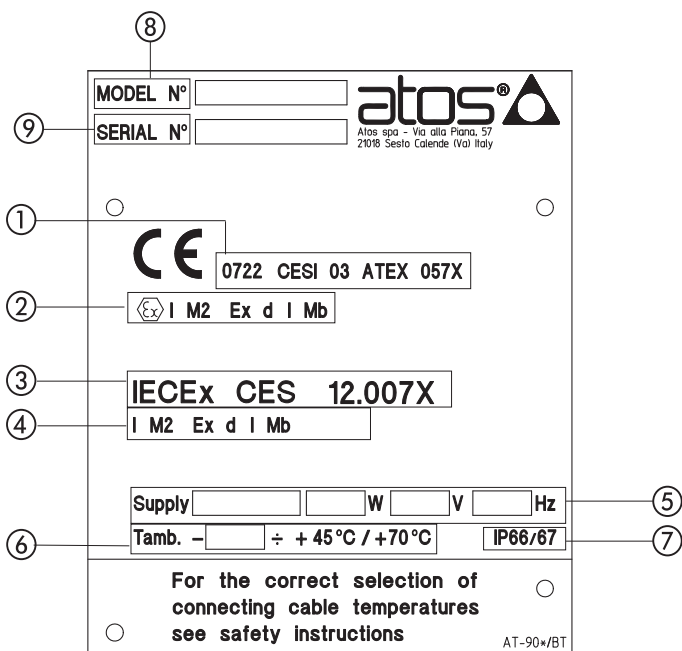 ⑧
MODEL N°
atos®
⑨
SERIAL N°
Atos spa - Via alla Piana, 57
21018 Sesto Calende (Va) Italy
①
CE
0722 CESI 03 ATEX 057X
②
Ex I M2 Ex d I Mb
③
IECEx CES 12.007X
④
I M2 Ex d I Mb
Supply W V Hz
⑤
⑥
Tamb. - ÷ + 45°C / +70°C
IP66/67
⑦
For the correct selection of
connecting cable temperatures
see safety instructions
AT-90*/BT